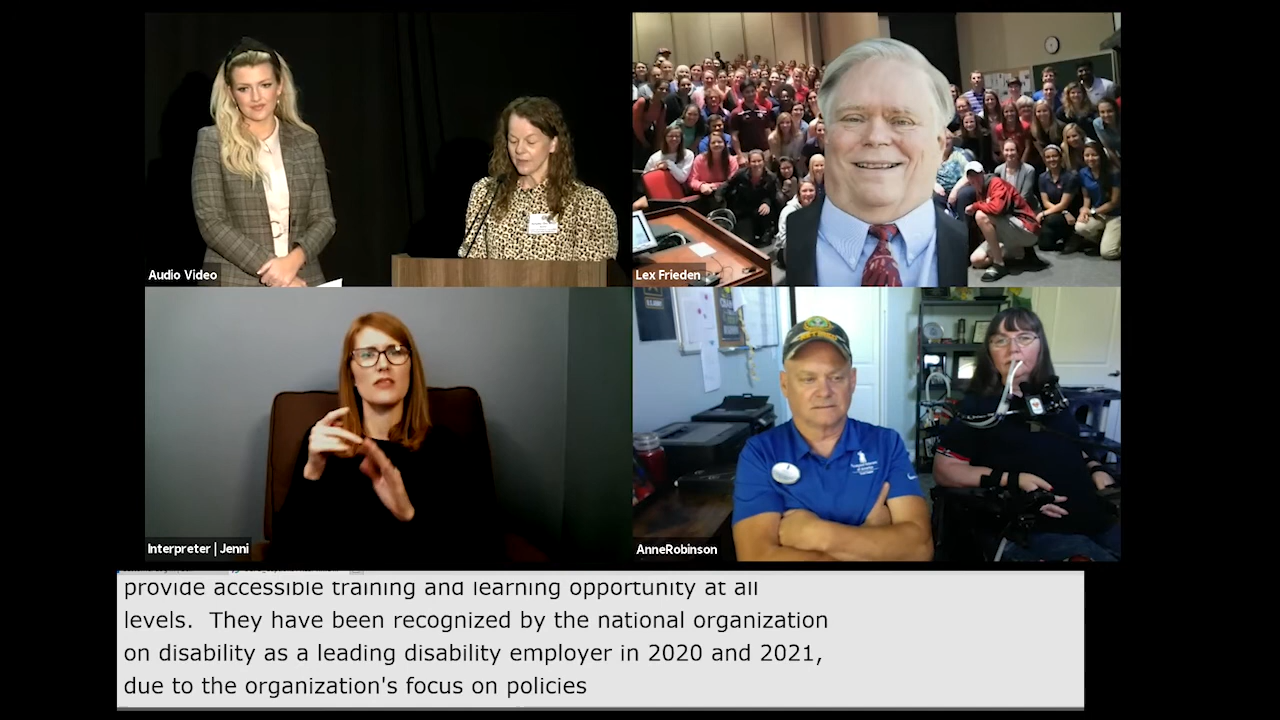 Audio Video
Lex Frieden
Interpreter | Jenni
AnneRobinson
provide accessible training and learning opportunity at all
levels.  They have been recognized by the national organization
on disability as a leading disability employer in 2020 and 2021,
due to the organization's focus on policies